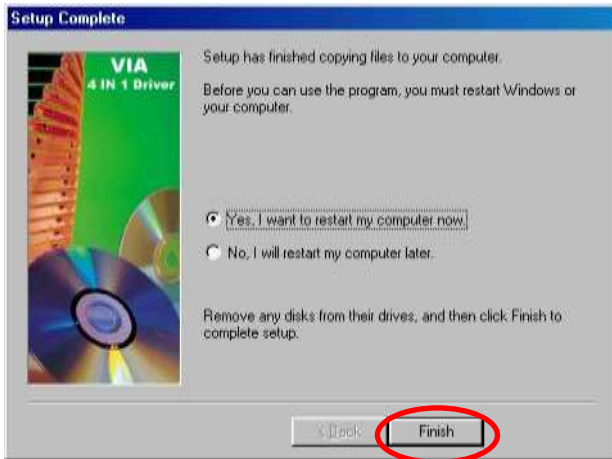 Setup Complete
VIA
4 IN 1 Driver
Setup has finished copying files to your computer.
Before you can use the program, you must restart Windows or
your computer.
Yes, I want to restart my computer now.
No, I will restart my computer later.
Remove any disks from their drives, and then click Finish to
complete setup.
< Back
Finish